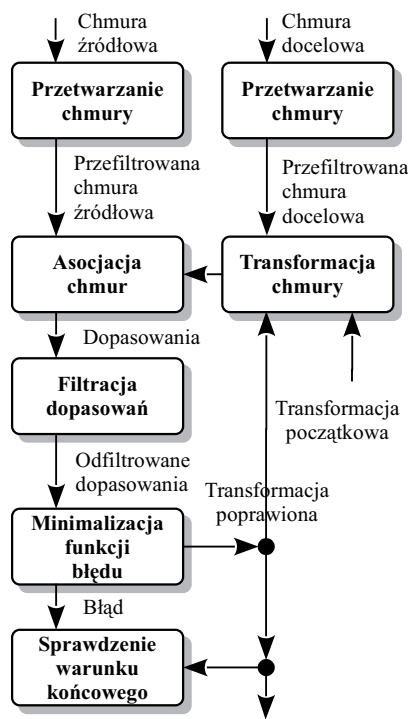 Chmura
źródłowa
Chmura
docelowa
Przetwarzanie
chmury
Przetwarzanie
chmury
Przefiltrowana
chmura
źródłowa
Przefiltrowana
chmura
docelowa
Asocjacja
chmur
Transformacja
chmury
Dopasowania
Filtracja
dopasowań
Transformacja
początkowa
Odfiltrowane
dopasowania
Transformacja
poprawiona
Minimalizacja
funkcji
błędu
Błąd
Sprawdzenie
warunku
końcowego